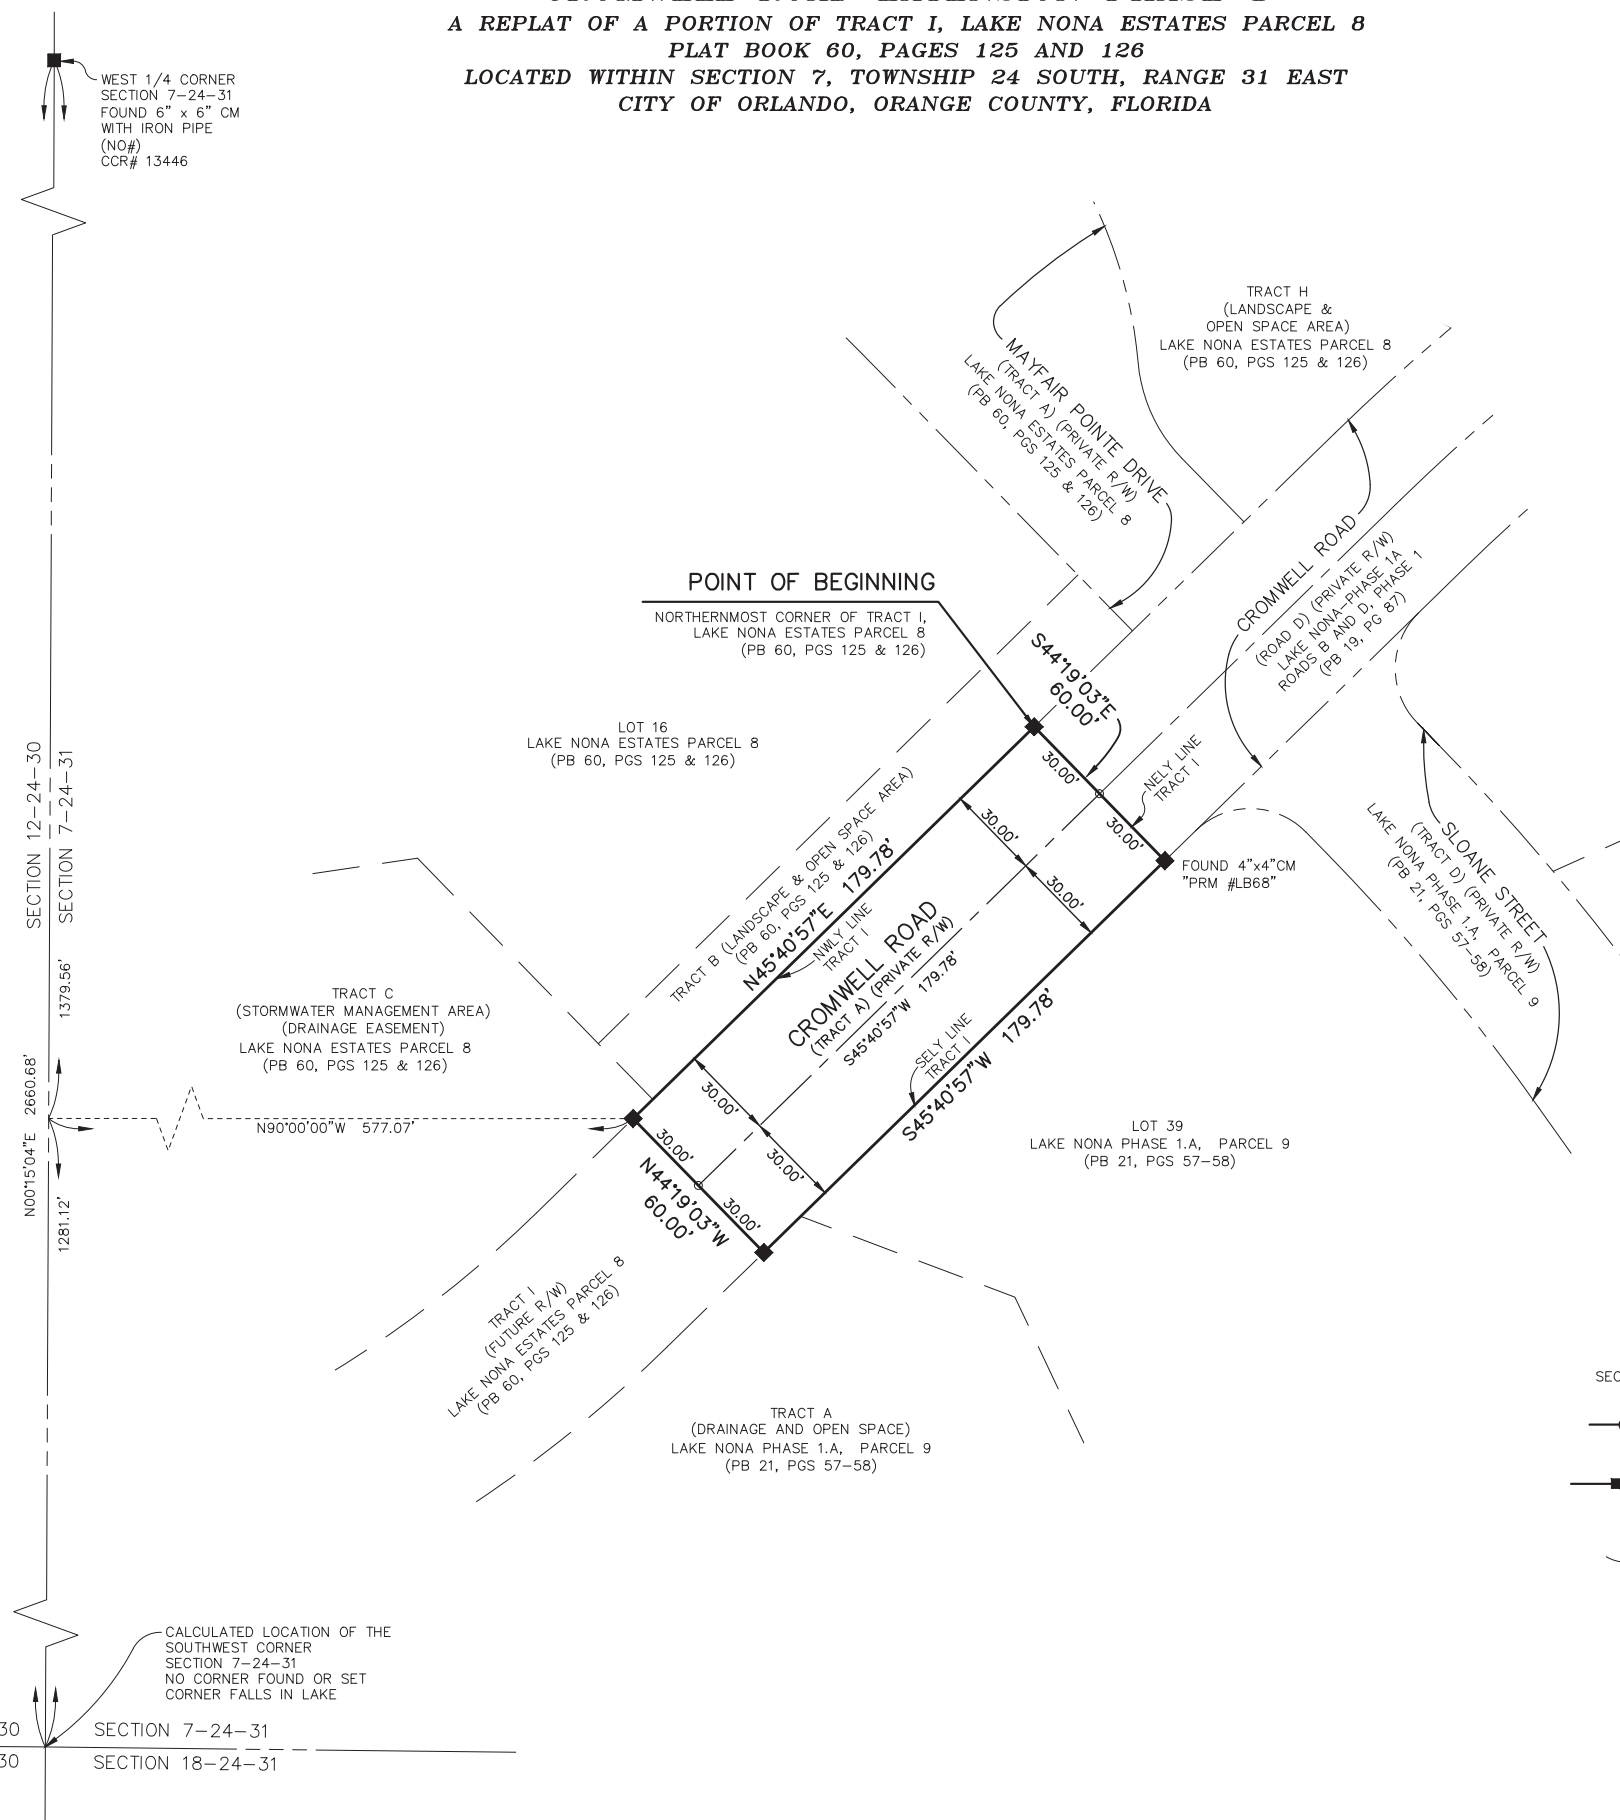 A REPLAT OF A PORTION OF TRACT I, LAKE NONA ESTATES PARCEL 8
PLAT BOOK 60, PAGES 125 AND 126
LOCATED WITHIN SECTION 7, TOWNSHIP 24 SOUTH, RANGE 31 EAST
CITY OF ORLANDO, ORANGE COUNTY, FLORIDA
WEST 1/4 CORNER
SECTION 7-24-31
FOUND 6" x 6" CM
WITH IRON PIPE
(NO#)
CCR# 13446
TRACT H
(LANDSCAPE &
OPEN SPACE AREA)
LAKE NONA ESTATES PARCEL 8
(PB 60, PGS 125 & 126)
MAYFAIR POINTE DRIVE
(TRACT A) (PRIVATE R/W)
LAKE NONA ESTATES PARCEL 8
(PB 60, PGS 125 & 126)
CROMWELL ROAD
(ROAD D) (PRIVATE R/W)
LAKE NONA-PHASE 1A
ROADS B AND D, PHASE 1
(PB 19, PG 87)
POINT OF BEGINNING
NORTHERNMOST CORNER OF TRACT I,
LAKE NONA ESTATES PARCEL 8
(PB 60, PGS 125 & 126)
S44°19'03"E
60.00'
30.00'
30.00'
NELY LINE
TRACT I
LOT 16
LAKE NONA ESTATES PARCEL 8
(PB 60, PGS 125 & 126)
TRACT B (LANDSCAPE & OPEN SPACE AREA)
(PB 60, PGS 125 & 126)
N45°40'57"E 179.78'
NWLY LINE
TRACT I
30.00'
30.00'
FOUND 4"x4"CM
"PRM #LB68"
SLOANE STREET
(TRACT D) (PRIVATE R/W)
LAKE NONA PHASE 1.A, PARCEL 9
(PB 21, PGS 57-58)
SECTION 12-24-30
SECTION 7-24-31
1379.56'
N00°15'04"E 2660.68'
1281.12'
TRACT C
(STORMWATER MANAGEMENT AREA)
(DRAINAGE EASEMENT)
LAKE NONA ESTATES PARCEL 8
(PB 60, PGS 125 & 126)
CROMWELL ROAD
(TRACT A) (PRIVATE R/W)
S45°40'57"W 179.78'
SELY LINE
TRACT I
S45°40'57"W 179.78'
N90°00'00"W 577.07'
30.00'
30.00'
30.00'
30.00'
N44°19'03"W
60.00'
LOT 39
LAKE NONA PHASE 1.A, PARCEL 9
(PB 21, PGS 57-58)
TRACT I
(FUTURE R/W)
LAKE NONA ESTATES PARCEL 8
(PB 60, PGS 125 & 126)
TRACT A
(DRAINAGE AND OPEN SPACE)
LAKE NONA PHASE 1.A, PARCEL 9
(PB 21, PGS 57-58)
SEC
CALCULATED LOCATION OF THE
SOUTHWEST CORNER
SECTION 7-24-31
NO CORNER FOUND OR SET
CORNER FALLS IN LAKE
30
SECTION 7-24-31
30
SECTION 18-24-31